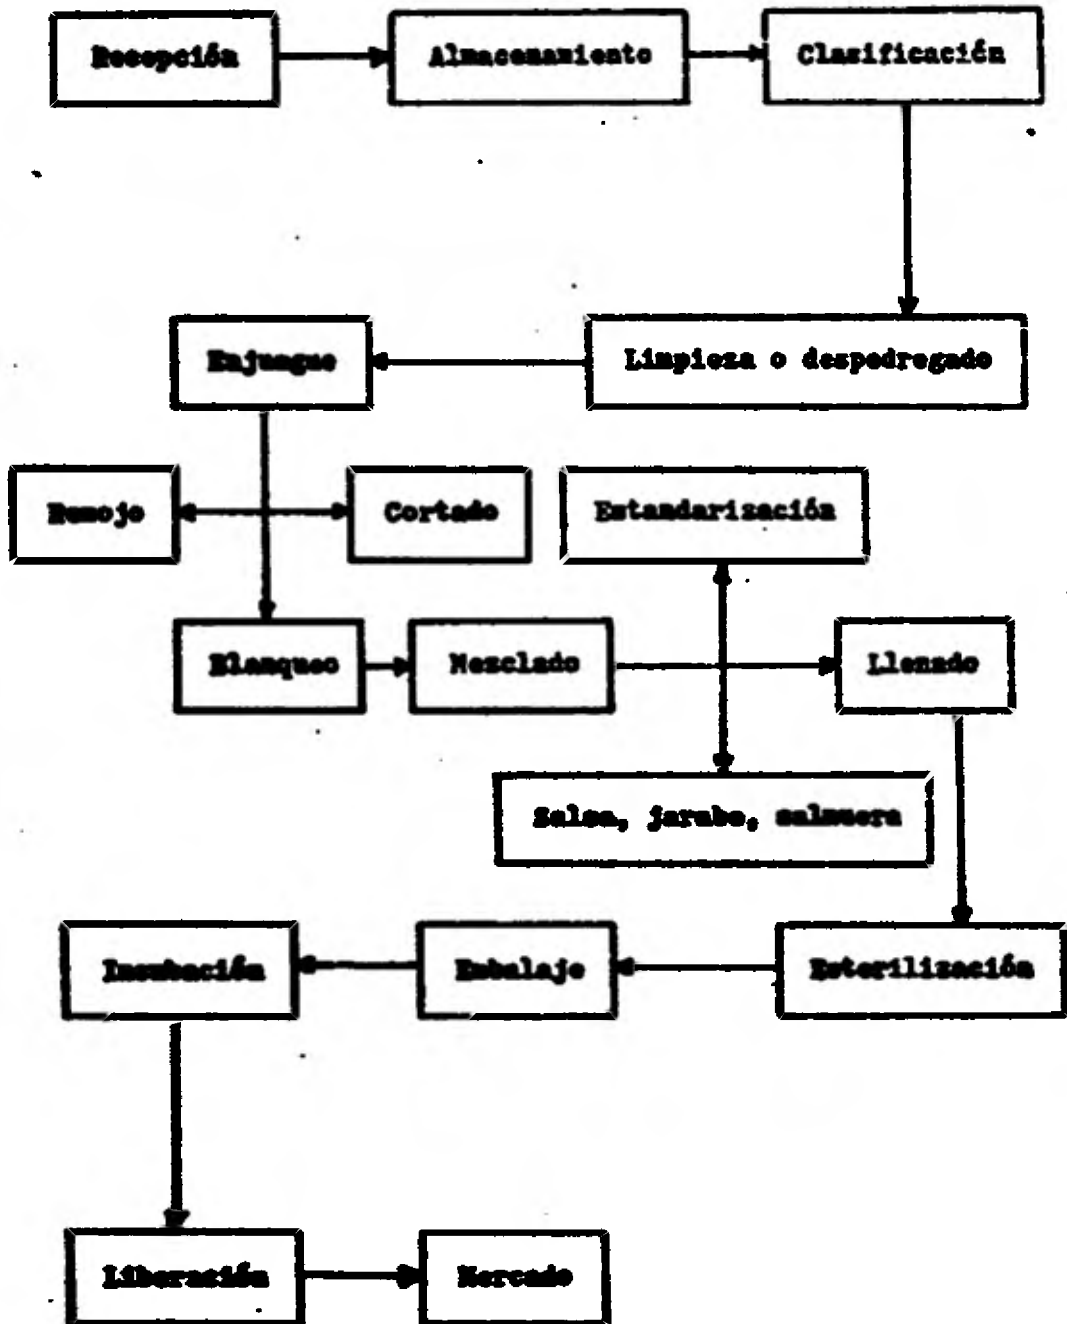 Recepción
Almacenamiento
Clasificación
Limpieza o despedregado
Enjuague
Remojo
Cortado
Estandarización
Blanqueo
Mezclado
Llenado
Salsa, jarabe, salmuera
Esterilización
Embalaje
Incubación
Liberación
Mercado